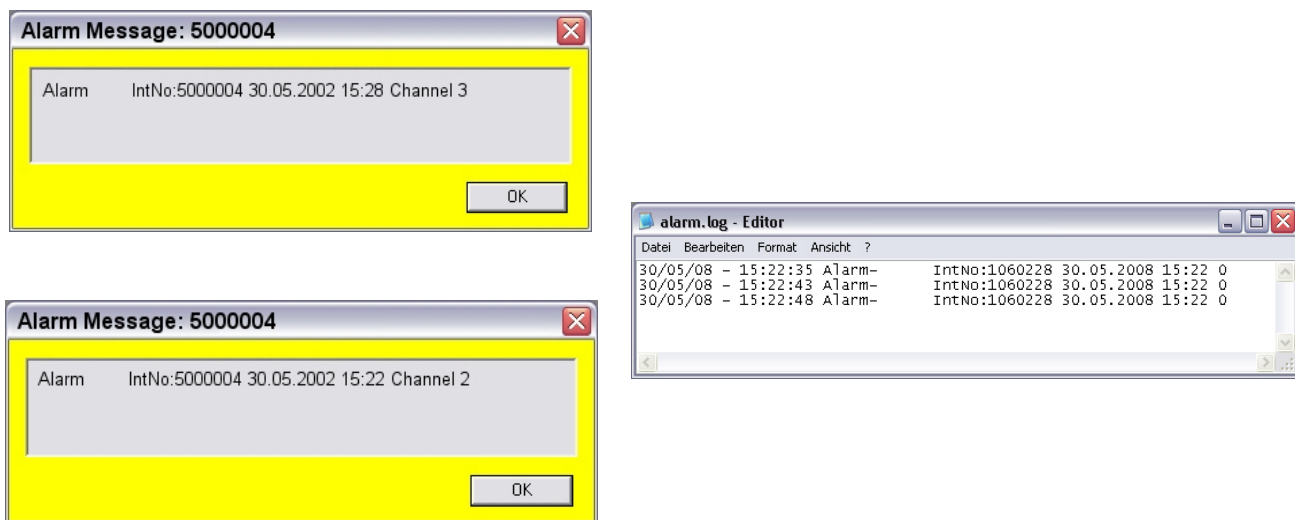 Alarm Message: 5000004
Alarm IntNo:5000004 30.05.2002 15:28 Channel 3
OK
Alarm Message: 5000004
Alarm IntNo:5000004 30.05.2002 15:22 Channel 2
OK
alarm.log - Editor
Datei Bearbeiten Format Ansicht ?
30/05/08 - 15:22:35 Alarm- IntNo:1060228 30.05.2008 15:22 0
30/05/08 - 15:22:43 Alarm- IntNo:1060228 30.05.2008 15:22 0
30/05/08 - 15:22:48 Alarm- IntNo:1060228 30.05.2008 15:22 0